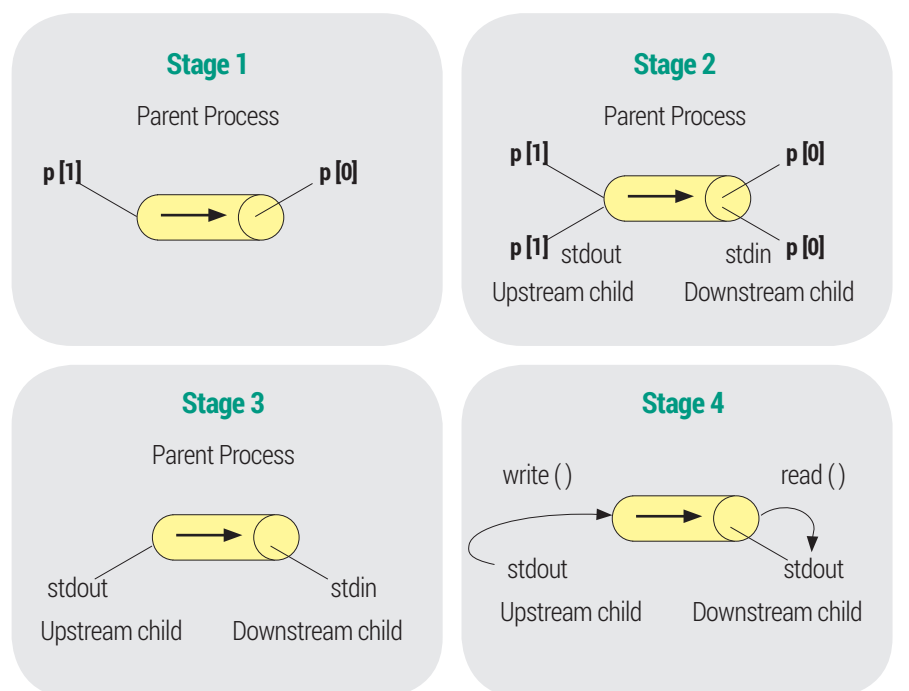 Stage 1
Parent Process
p [1]
p [0]
Stage 2
Parent Process
p [1]
p [0]
p [1] stdout
stdin p [0]
Upstream child
Downstream child
Stage 3
Parent Process
stdout
stdin
Upstream child
Downstream child
Stage 4
write ( )
read ( )
stdout
stdout
Upstream child
Downstream child